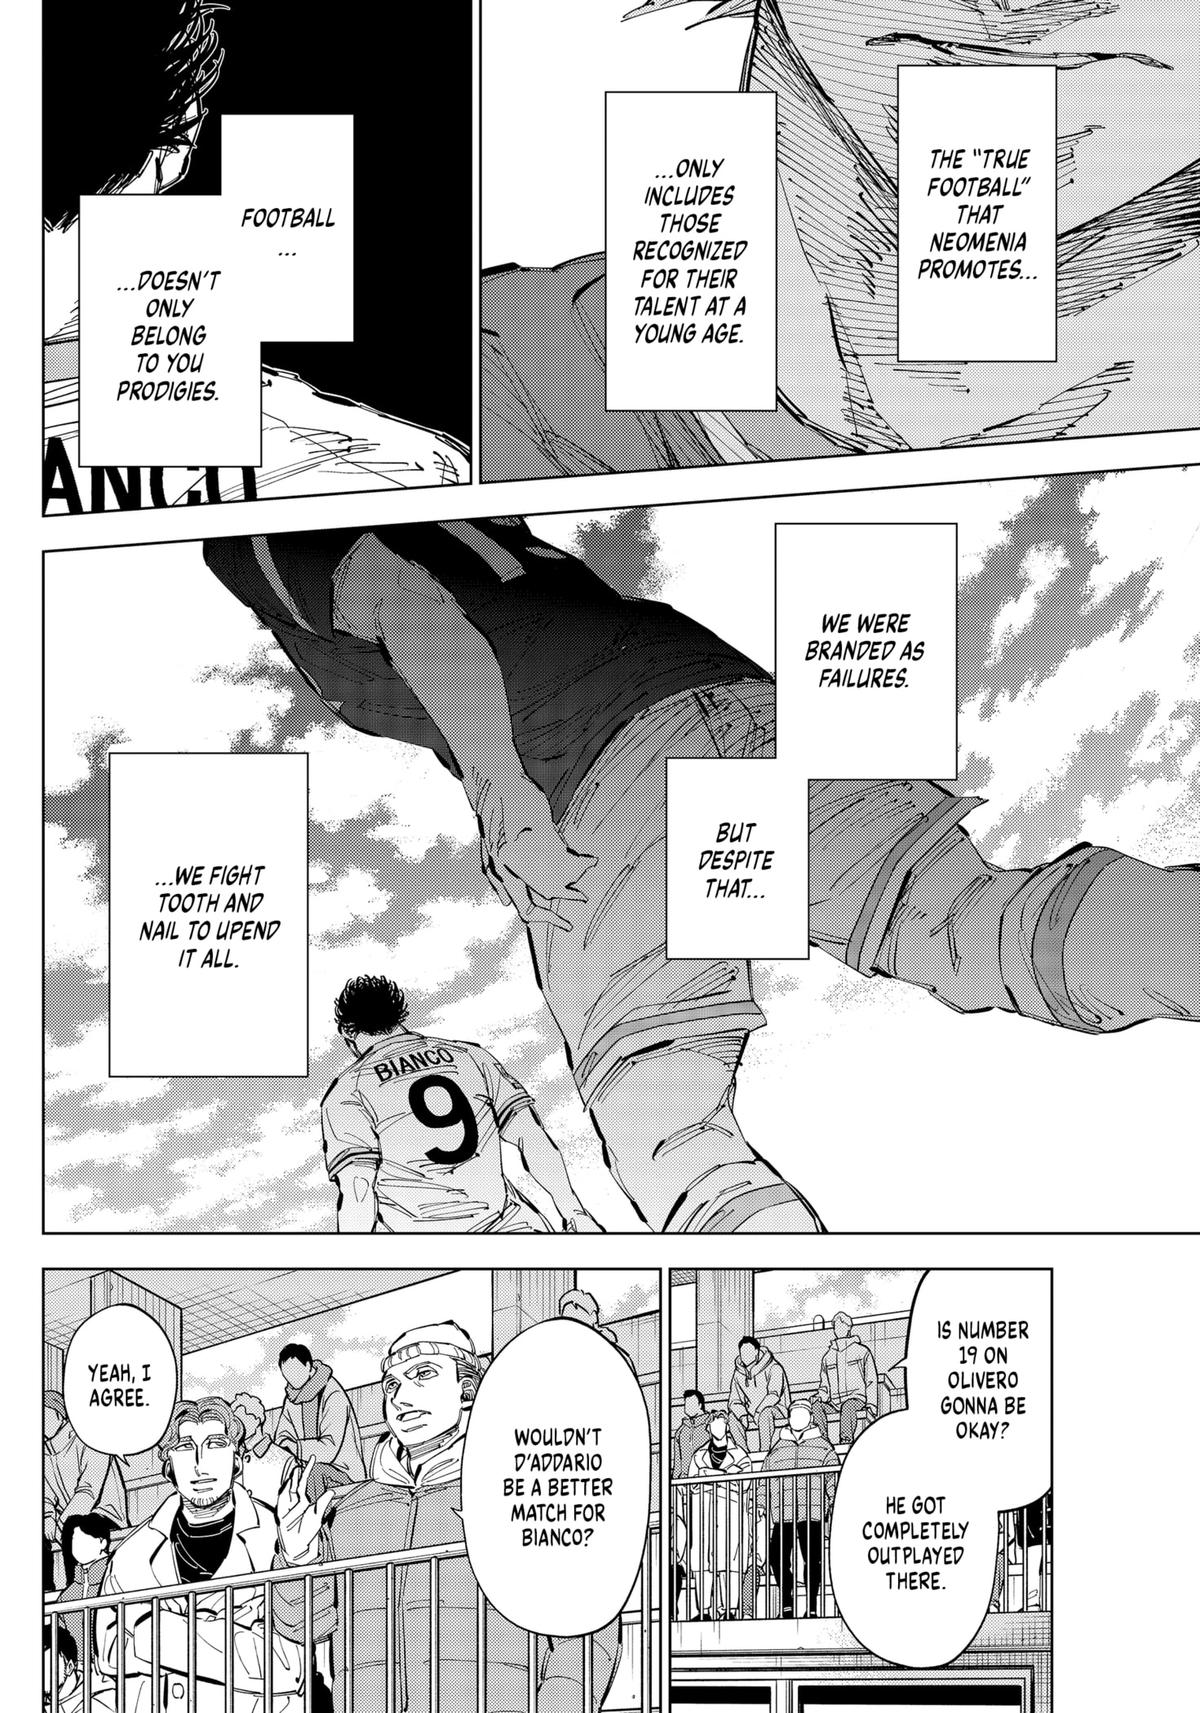 THE "TRUE
FOOTBALL"
THAT
NEOMENIA
PROMOTES...
...ONLY
INCLUDES
THOSE
RECOGNIZED
FOR THEIR
TALENT AT A
YOUNG AGE.
FOOTBALL
...
...DOESN'T
ONLY
BELONG
TO YOU
PRODIGIES.
ANCO
WE WERE
BRANDED AS
FAILURES.
BUT
DESPITE
THAT...
...WE FIGHT
TOOTH AND
NAIL TO UPEND
IT ALL.
BIANCO
9
IS NUMBER
19 ON
OLIVERO
GONNA BE
OKAY?
HE GOT
COMPLETELY
OUTPLAYED
THERE.
WOULDN'T
D'ADDARIO
BE A BETTER
MATCH FOR
BIANCO?
YEAH, I
AGREE.